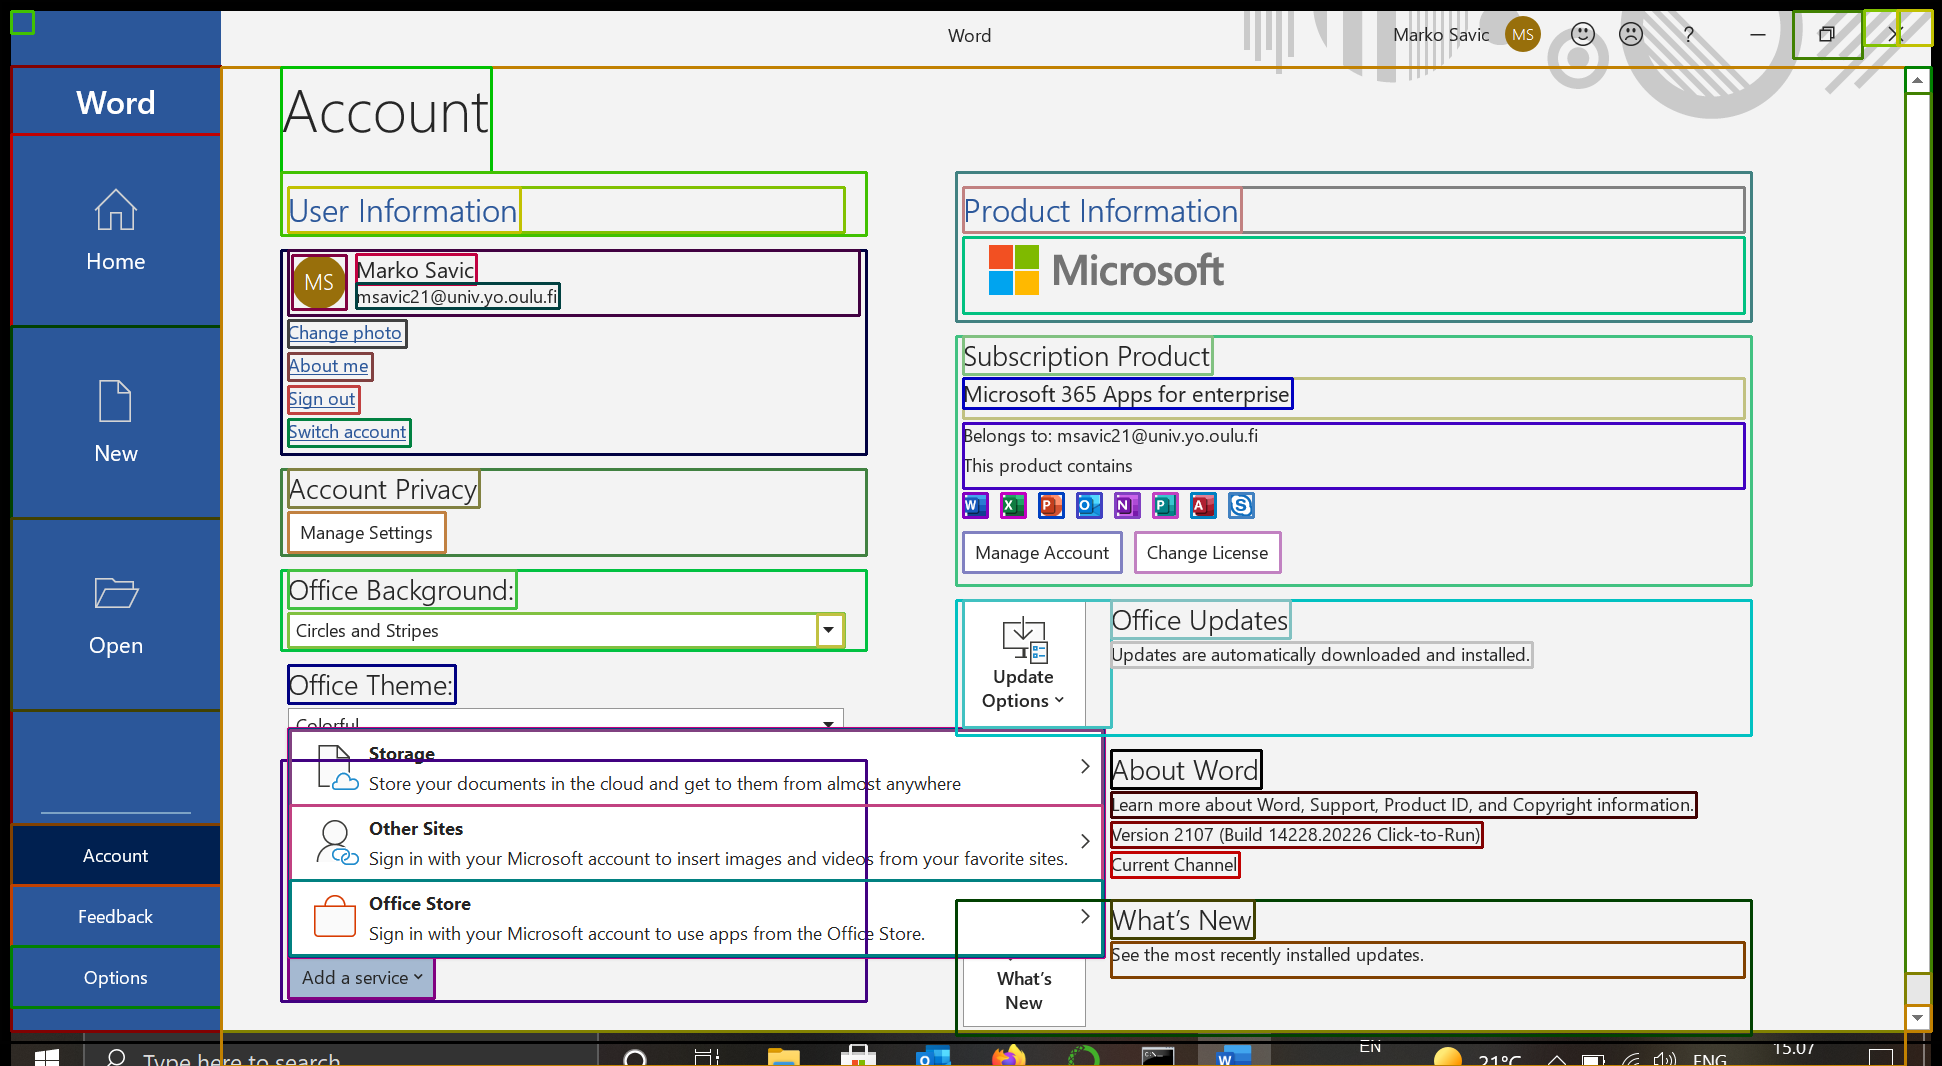 Word
Marko Savic MS
?
Word
Home
New
Open
Account
Feedback
Options
Account
User Information
MS
Marko Savic
msavic21@univ.yo.oulu.fi
Change photo
About me
Sign out
Switch account
Account Privacy
Manage Settings
Office Background:
Circles and Stripes
Office Theme:
Colorful
Storage
Store your documents in the cloud and get to them from almost anywhere
Other Sites
Sign in with your Microsoft account to insert images and videos from your favorite sites.
Office Store
Sign in with your Microsoft account to use apps from the Office Store.
Add a service
Product Information
Microsoft
Subscription Product
Microsoft 365 Apps for enterprise
Belongs to: msavic21@univ.yo.oulu.fi
This product contains
W X P O N P A S
Manage Account
Change License
Update
Options
Office Updates
Updates are automatically downloaded and installed.
About Word
Learn more about Word, Support, Product ID, and Copyright information.
Version 2107 (Build 14228.20226 Click-to-Run)
Current Channel
What's
New
What's New
See the most recently installed updates.
Type here to search
W
EN
21°C
ENG
15.07